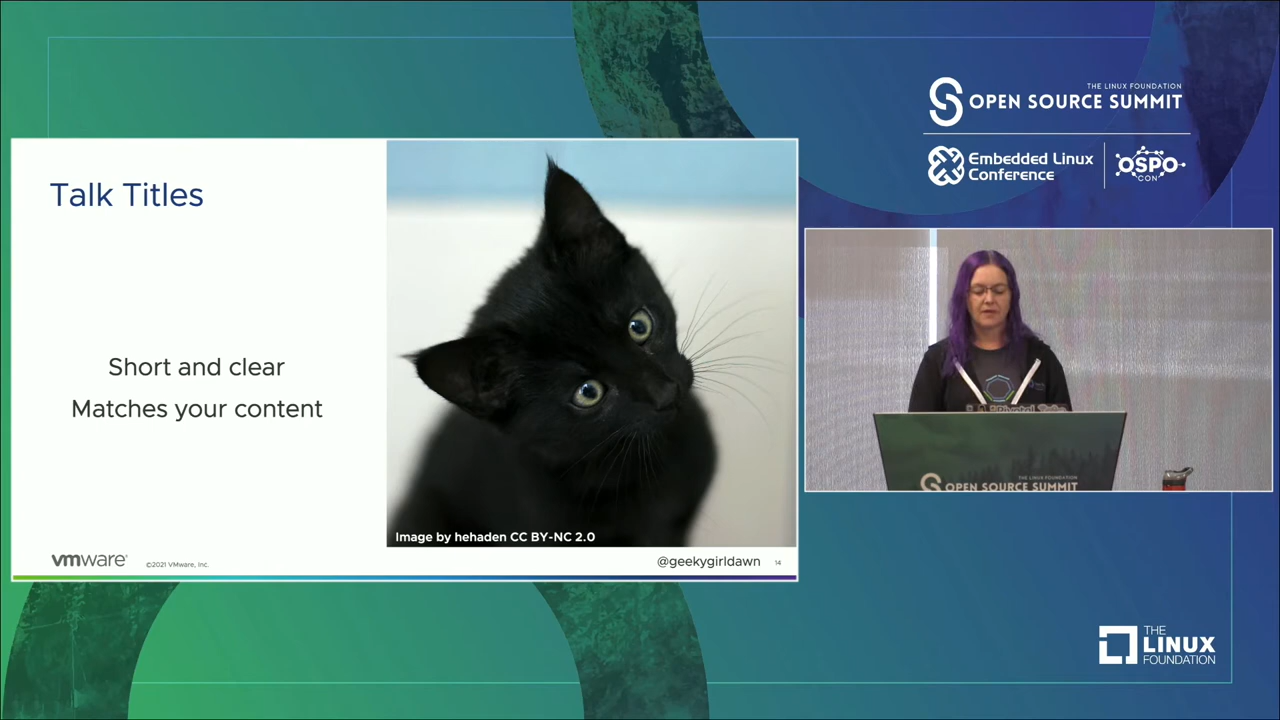 THE LINUX FOUNDATION
OPEN SOURCE SUMMIT
Embedded Linux
Conference
OSPO
CON
Talk Titles
Short and clear
Matches your content
Image by hehaden CC BY-NC 2.0
vmware®
©2021 VMware, Inc.
@geekygirldawn
14
THE LINUX FOUNDATION
OPEN SOURCE SUMMIT
THE
LINUX
FOUNDATION